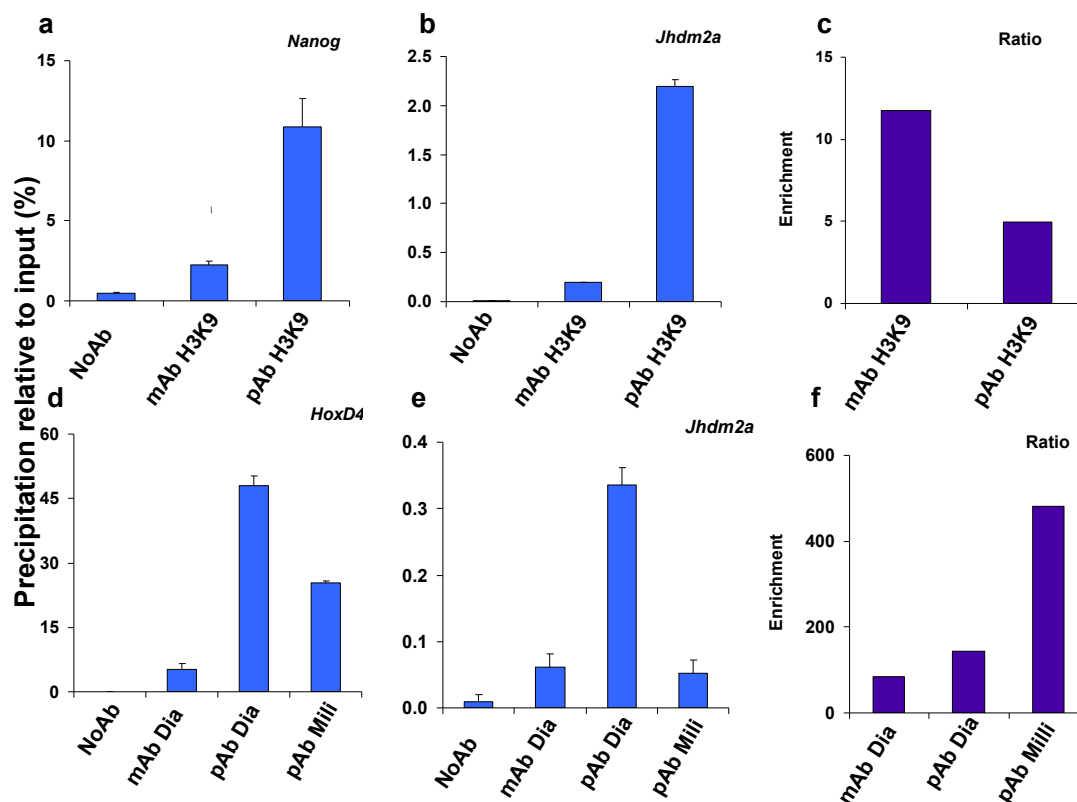 Precipitation relative to input (%)
a
Nanog
15
10
5
0
NoAb
mAb H3K9
pAb H3K9
b
Jhdm2a
2.5
2.0
1.5
1.0
0.5
0.0
NoAb
mAb H3K9
pAb H3K9
c
Ratio
Enrichment
15
10
5
0
mAb H3K9
pAb H3K9
d
HoxD4
60
45
30
15
0
NoAb
mAb Dia
pAb Dia
pAb Mili
e
Jhdm2a
0.4
0.3
0.2
0.1
0.0
NoAb
mAb Dia
pAb Dia
pAb Mili
f
Ratio
Enrichment
600
400
200
0
mAb Dia
pAb Dia
pAb Milli